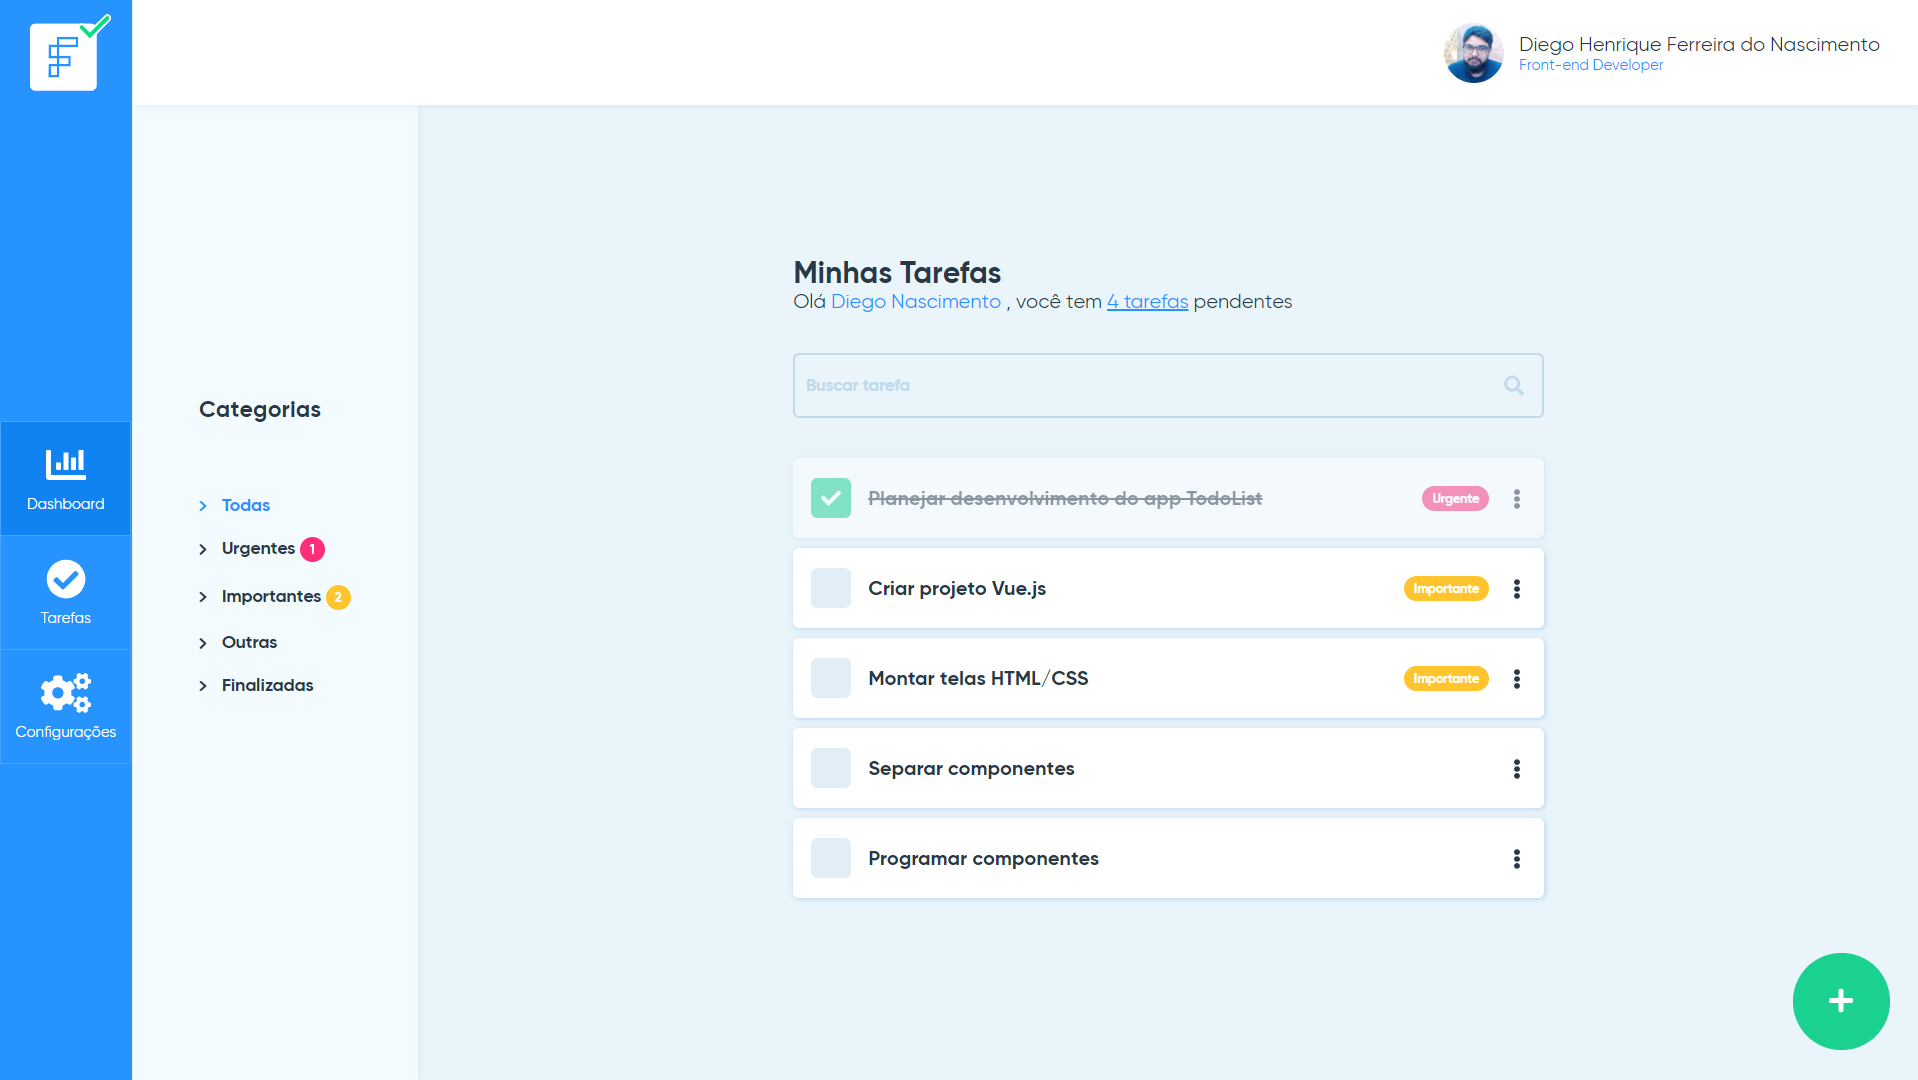 Diego Henrique Ferreira do Nascimento
Front-end Developer
Dashboard
Tarefas
Configurações
Categorias
Todas
Urgentes 1
Importantes 2
Outras
Finalizadas
Minhas Tarefas
Olá Diego Nascimento , você tem 4 tarefas pendentes
Buscar tarefa
Planejar desenvolvimento do app TodoList Urgente
Criar projeto Vue.js Importante
Montar telas HTML/CSS Importante
Separar componentes
Programar componentes